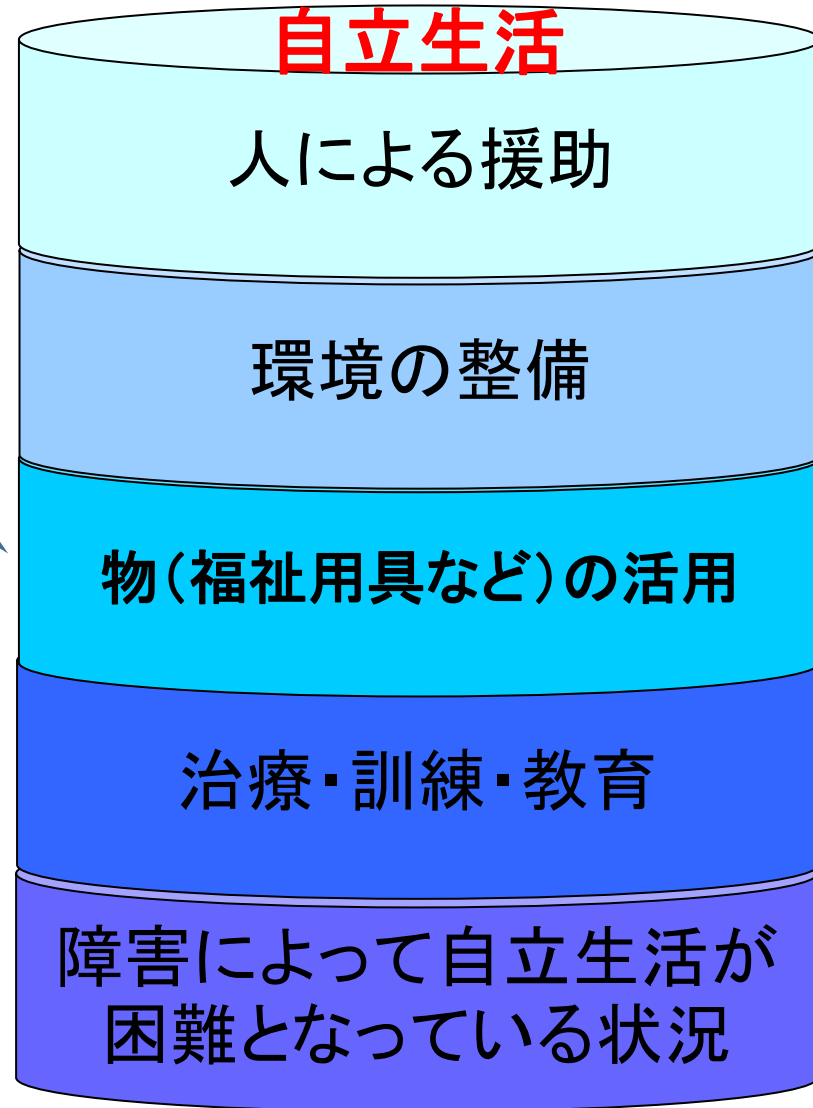 自立生活
人による援助
環境の整備
物（福祉用具など）の活用
治療・訓練・教育
障害によって自立生活が
困難となっている状況